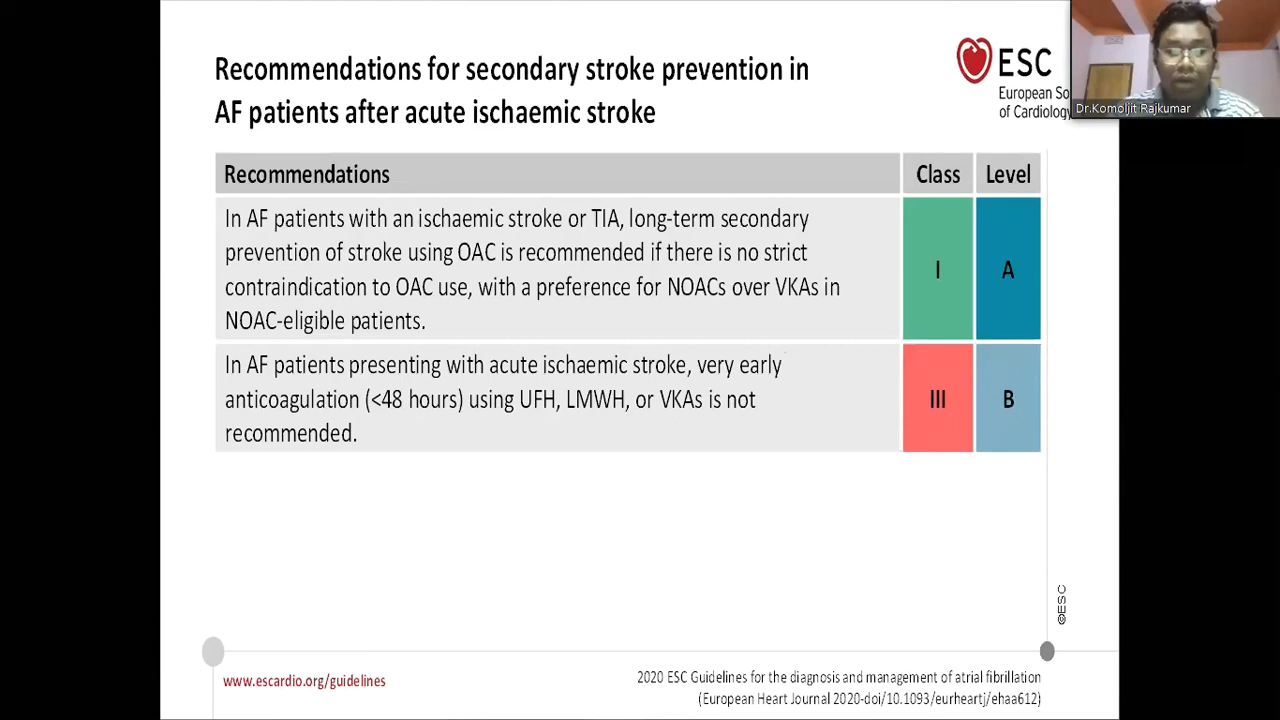 Recommendations for secondary stroke prevention in
AF patients after acute ischaemic stroke
ESC
European So
of Cardiology
Dr.Komoljit Rajkumar
Recommendations Class Level
In AF patients with an ischaemic stroke or TIA, long-term secondary
prevention of stroke using OAC is recommended if there is no strict
contraindication to OAC use, with a preference for NOACs over VKAs in
NOAC-eligible patients.
I A
In AF patients presenting with acute ischaemic stroke, very early
anticoagulation (<48 hours) using UFH, LMWH, or VKAs is not
recommended.
III B
©ESC
www.escardio.org/guidelines
2020 ESC Guidelines for the diagnosis and management of atrial fibrillation
(European Heart Journal 2020-doi/10.1093/eurheartj/ehaa612)